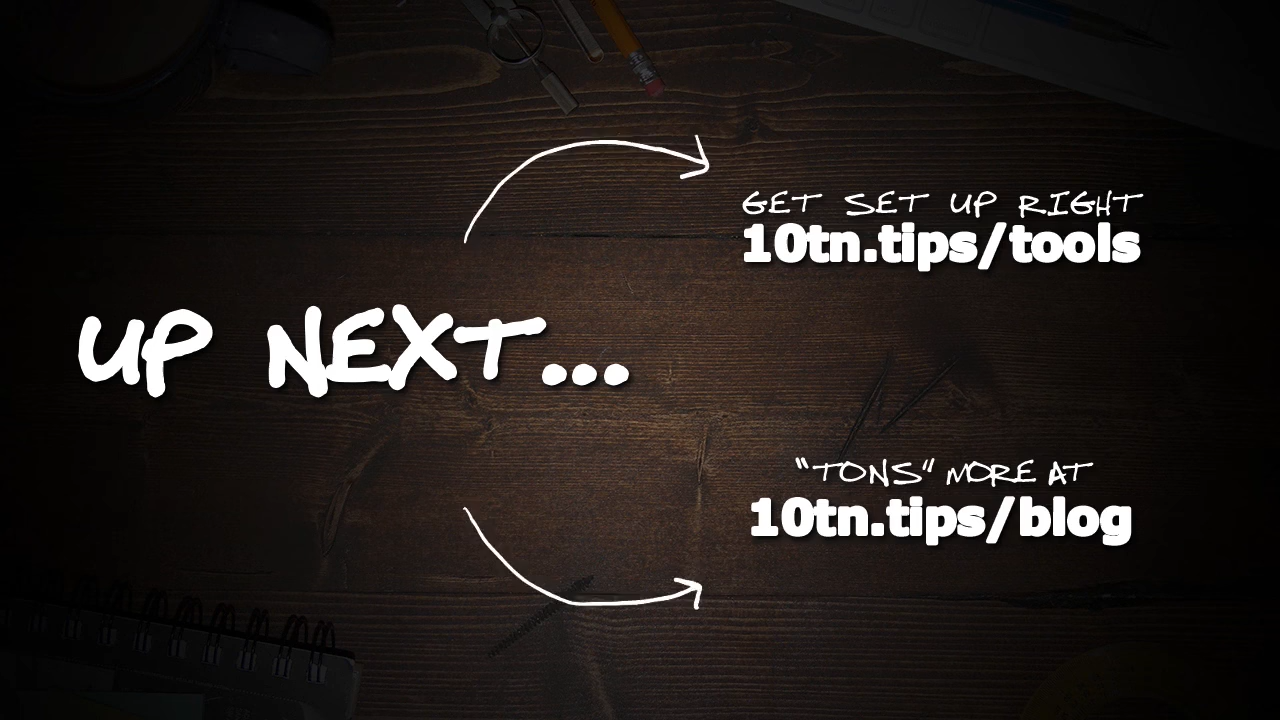 GET SET UP RIGHT
10tn.tips/tools
UP NEXT...
"TONS" MORE AT
10tn.tips/blog